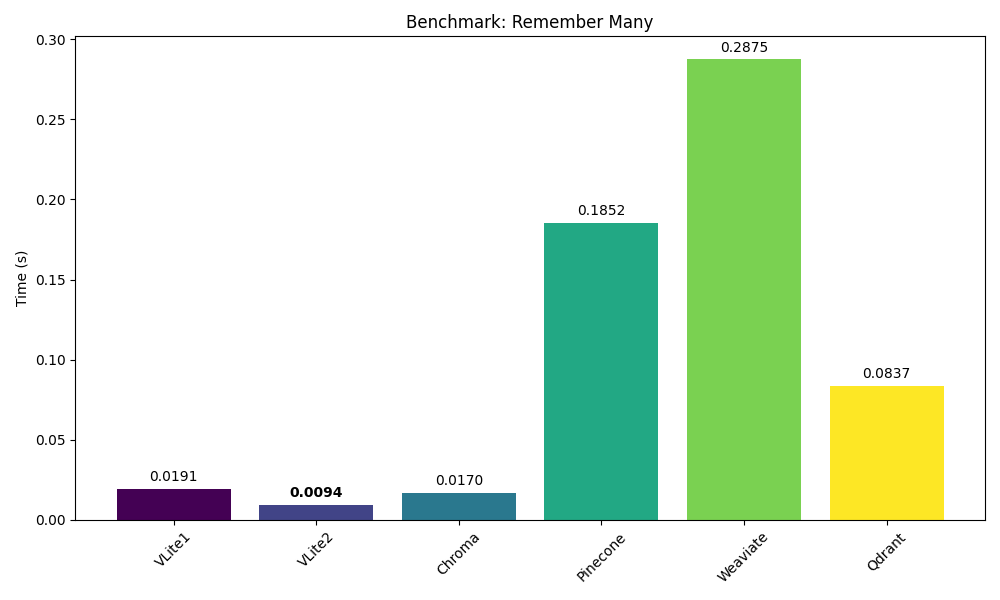 Benchmark: Remember Many
Time (s)
0.30
0.25
0.20
0.15
0.10
0.05
0.00
0.0191
0.0094
0.0170
0.1852
0.2875
0.0837
VLite1
VLite2
Chroma
Pinecone
Weaviate
Qdrant